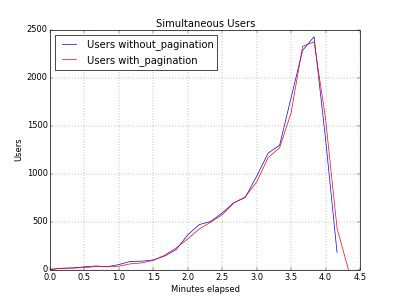 Simultaneous Users
2500
Users without_pagination
Users with_pagination
2000
1500
Users
1000
500
0
0.0 0.5 1.0 1.5 2.0 2.5 3.0 3.5 4.0 4.5
Minutes elapsed